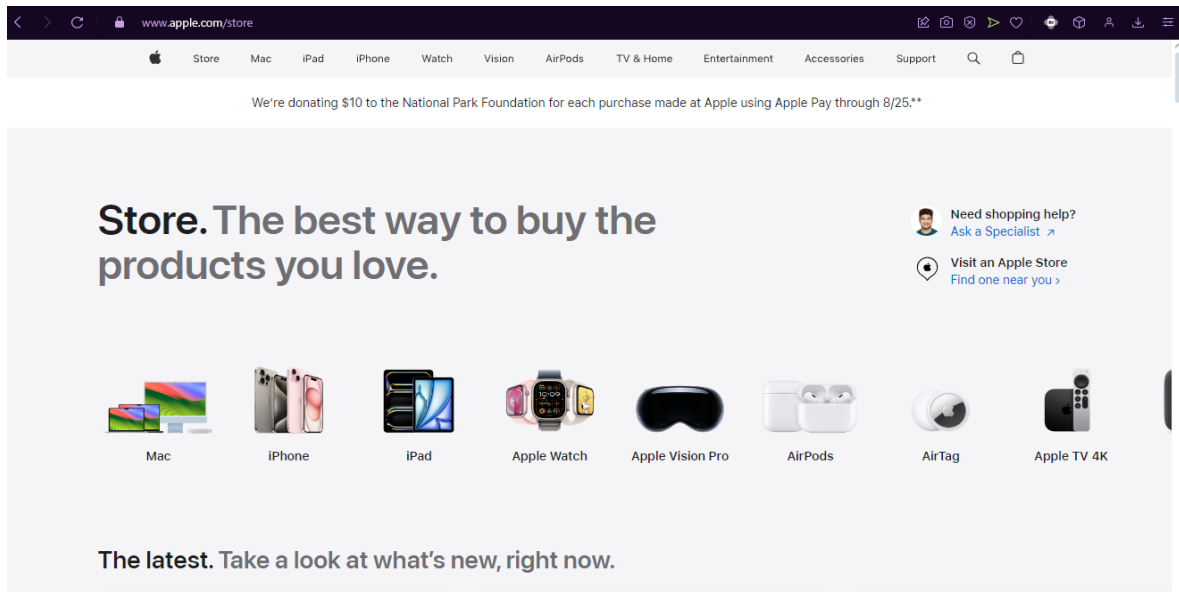 www.apple.com/store
Store Mac iPad iPhone Watch Vision AirPods TV & Home Entertainment Accessories Support
We're donating $10 to the National Park Foundation for each purchase made at Apple using Apple Pay through 8/25.**
Store. The best way to buy the
products you love.
Need shopping help?
Ask a Specialist ↗
Visit an Apple Store
Find one near you ›
10:09
Mac iPhone iPad Apple Watch Apple Vision Pro AirPods AirTag Apple TV 4K
The latest. Take a look at what's new, right now.